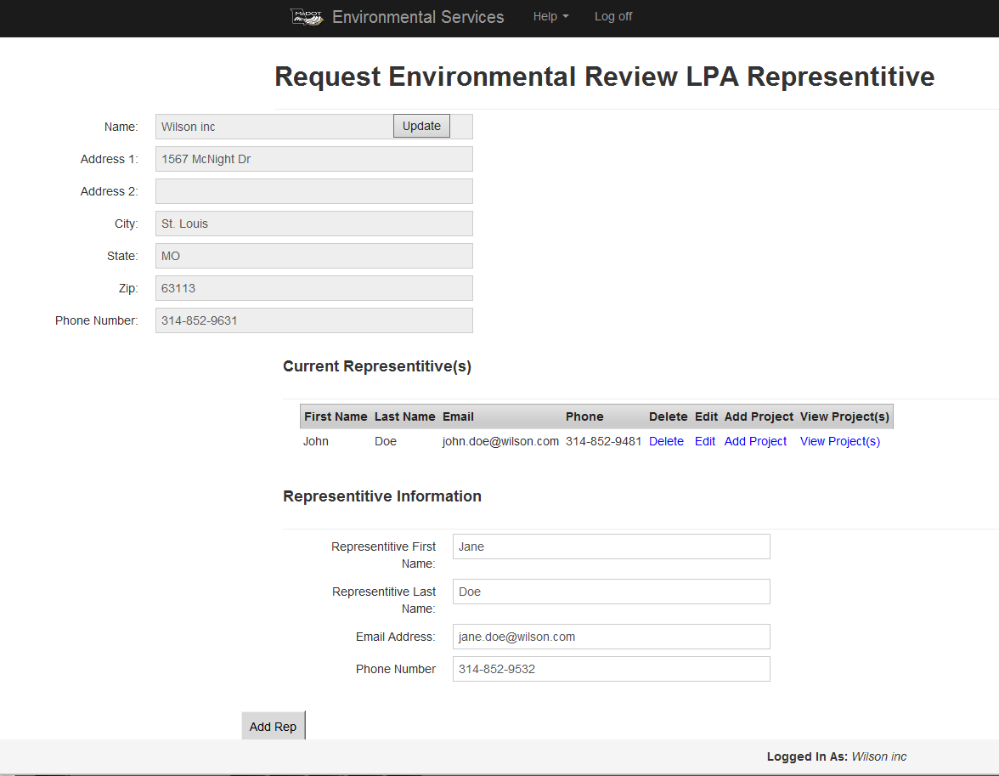 MoDOT Environmental Services Help Log off
Request Environmental Review LPA Representitive
Name: Wilson inc Update
Address 1: 1567 McNight Dr
Address 2:
City: St. Louis
State: MO
Zip: 63113
Phone Number: 314-852-9631
Current Representitive(s)
First Name Last Name Email Phone Delete Edit Add Project View Project(s)
John Doe john.doe@wilson.com 314-852-9481 Delete Edit Add Project View Project(s)
Representitive Information
Representitive First Jane
Name:
Representitive Last Doe
Name:
Email Address: jane.doe@wilson.com
Phone Number 314-852-9532
Add Rep
Logged In As: Wilson inc